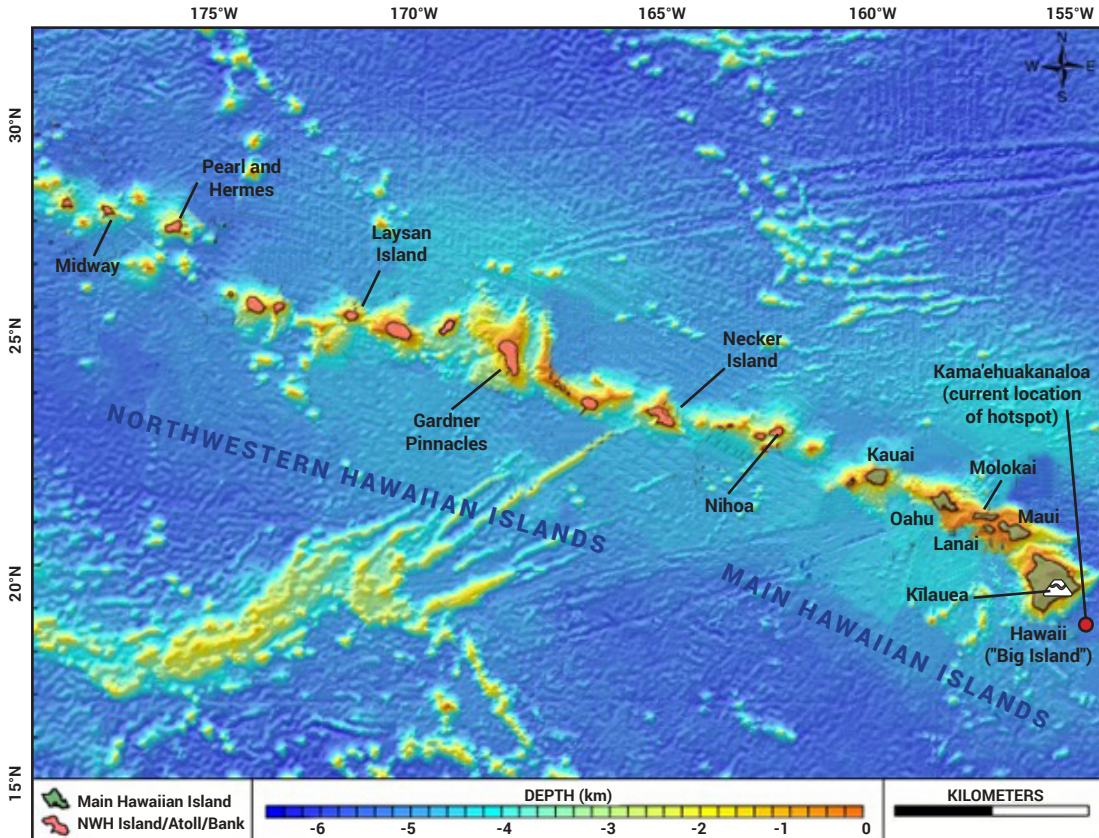 175°W 170°W 165°W 160°W 155°W
N
W E
S
30°N
25°N
20°N
15°N
Pearl and
Hermes
Midway
Laysan
Island
Gardner
Pinnacles
Necker
Island
Nihoa
Kama'ehuakanaloa
(current location
of hotspot)
Kauai
Molokai
Oahu
Maui
Lanai
Kīlauea
Hawaii
("Big Island")
NORTHWESTERN HAWAIIAN ISLANDS
MAIN HAWAIIAN ISLANDS
Main Hawaiian Island
NWH Island/Atoll/Bank
DEPTH (km)
-6 -5 -4 -3 -2 -1 0
KILOMETERS